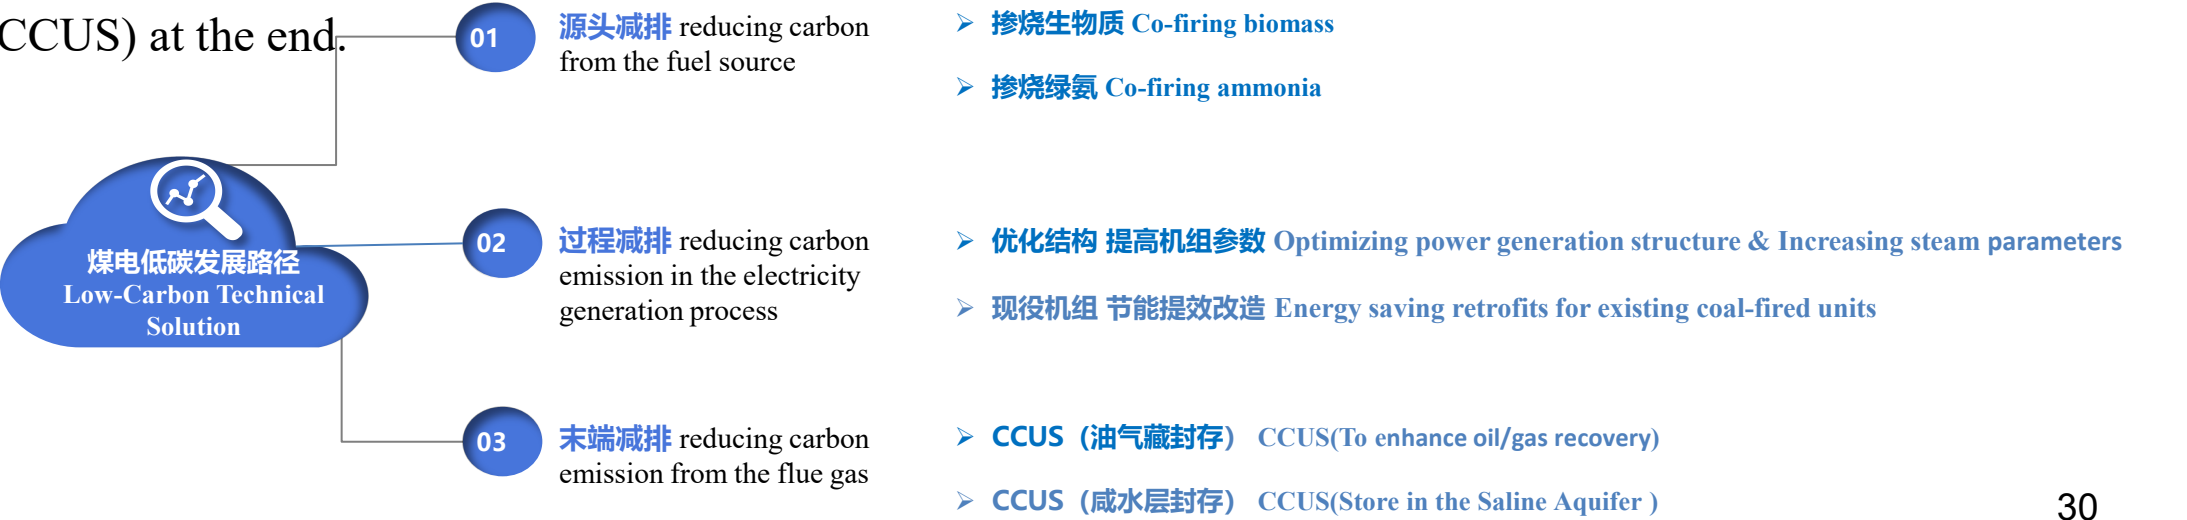 CCUS) at the end.
01
源头减排 reducing carbon
from the fuel source
➢ 掺烧生物质 Co-firing biomass
➢ 掺烧绿氨 Co-firing ammonia
煤电低碳发展路径
Low-Carbon Technical
Solution
02
过程减排 reducing carbon
emission in the electricity
generation process
➢ 优化结构 提高机组参数 Optimizing power generation structure & Increasing steam parameters
➢ 现役机组 节能提效改造 Energy saving retrofits for existing coal-fired units
03
末端减排 reducing carbon
emission from the flue gas
➢ CCUS（油气藏封存） CCUS(To enhance oil/gas recovery)
➢ CCUS（咸水层封存） CCUS(Store in the Saline Aquifer )
30